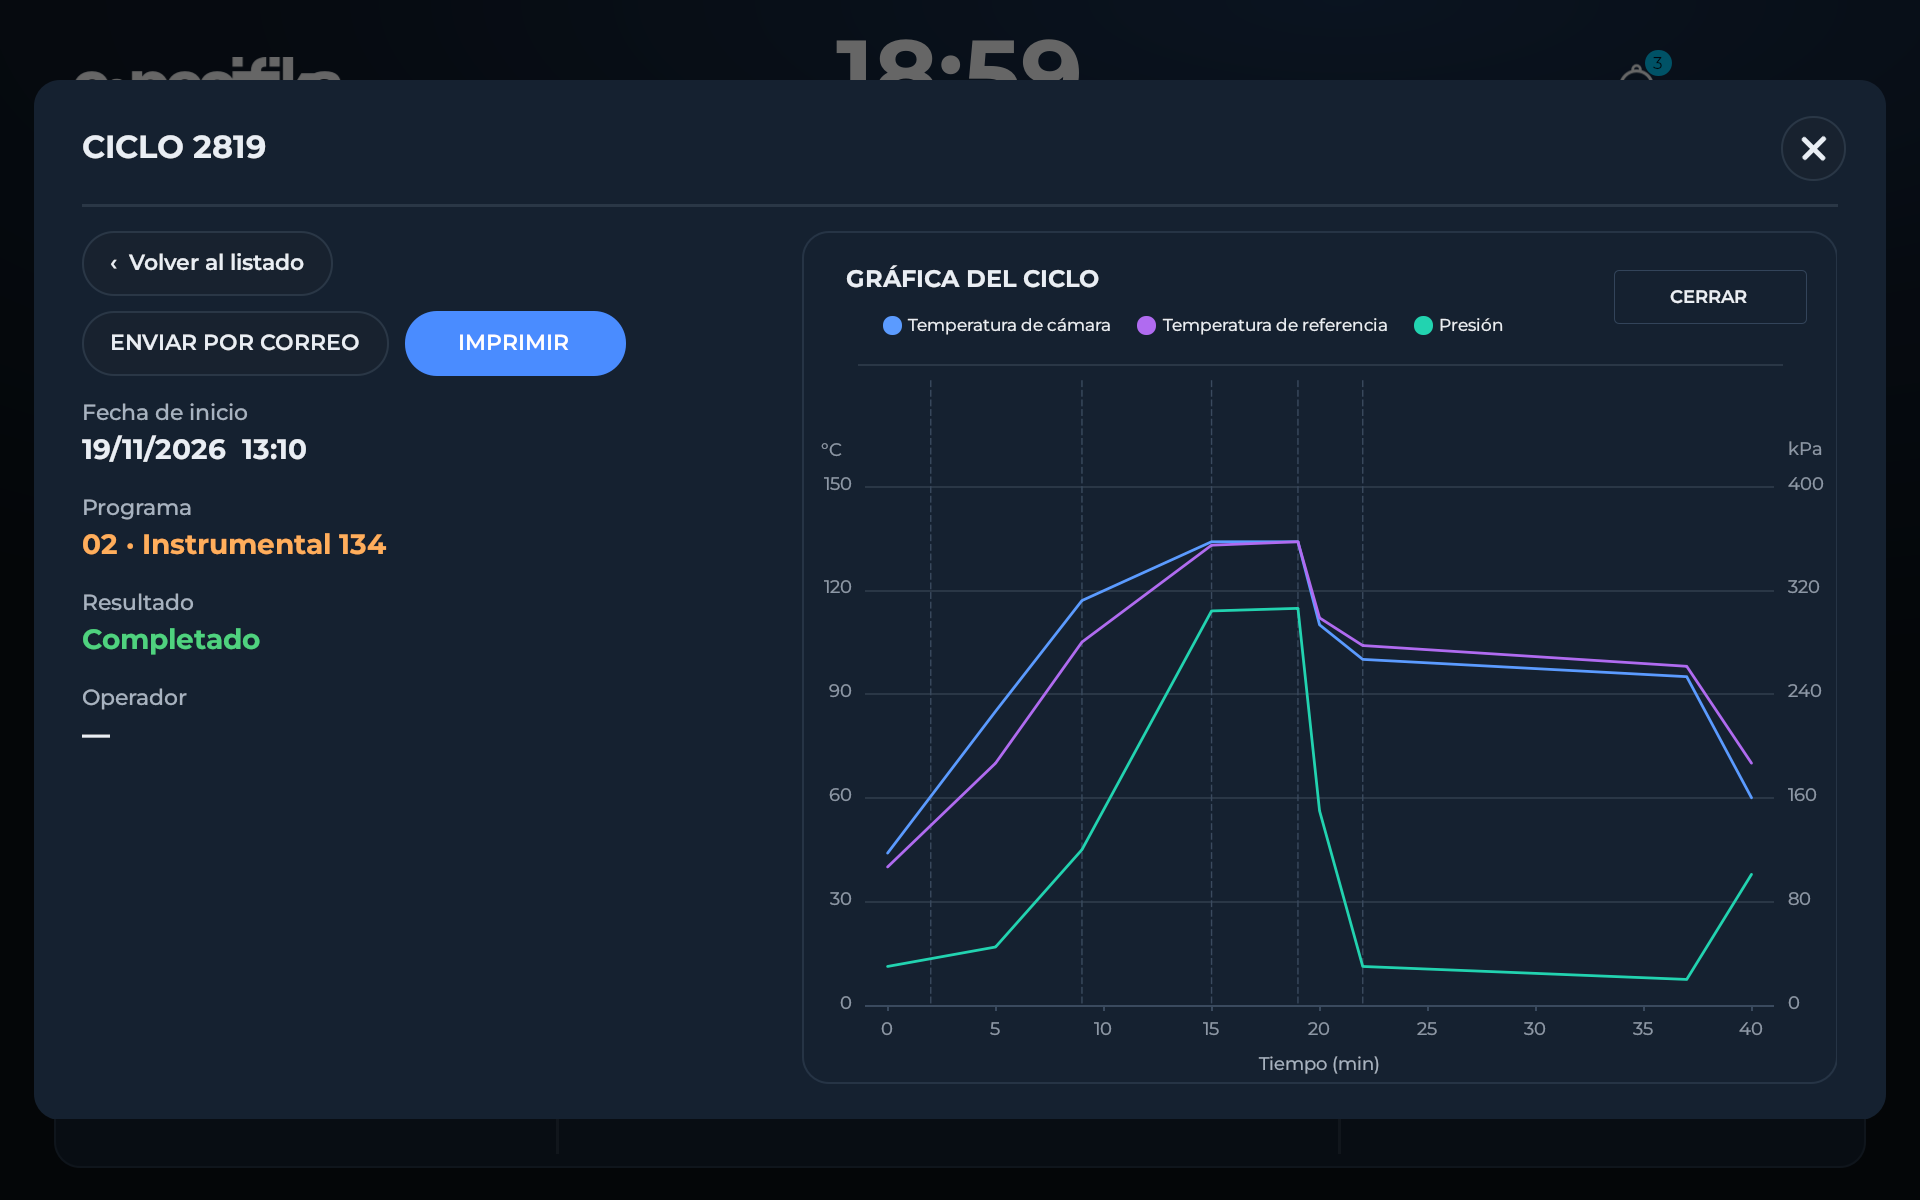 18:59
3
CICLO 2819
‹ Volver al listado
ENVIAR POR CORREO
IMPRIMIR
Fecha de inicio
19/11/2026 13:10
Programa
02 · Instrumental 134
Resultado
Completado
Operador
—
GRÁFICA DEL CICLO
CERRAR
Temperatura de cámara
Temperatura de referencia
Presión
°C
kPa
150
400
120
320
90
240
60
160
30
80
0
0
0 5 10 15 20 25 30 35 40
Tiempo (min)